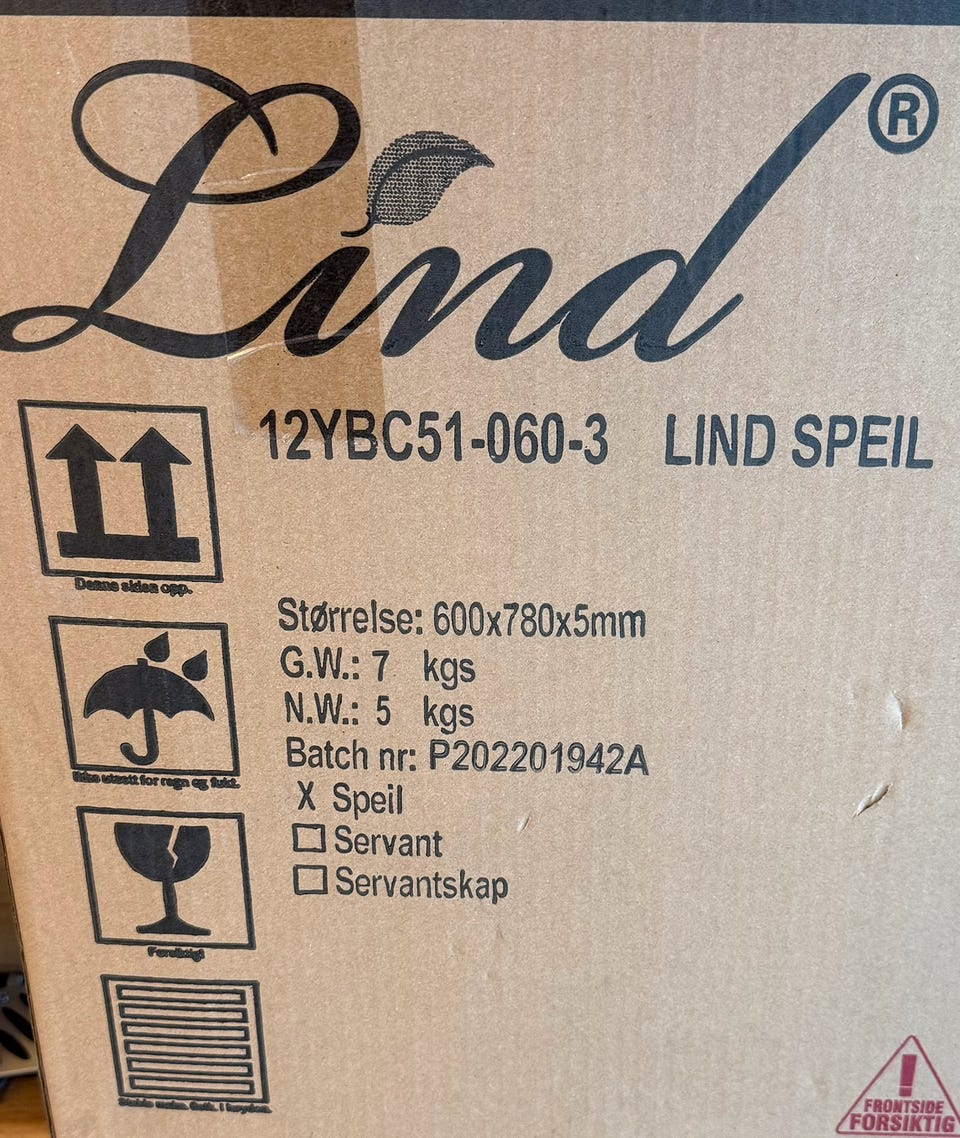 Lind®
12YBC51-060-3 LIND SPEIL
Denne siden opp.
Størrelse: 600x780x5mm
G.W.: 7 kgs
N.W.: 5 kgs
Batch nr: P202201942A
Ikke utsett for regn og fukt.
X Speil
Servant
Servantskap
Forsiktig!
i høyden.
FRONTSIDE
FORSIKTIG